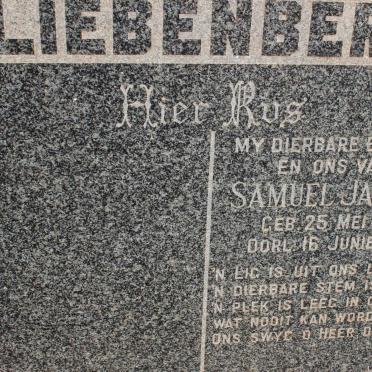 LIEBENBER
Hier Rus
MY DIERBARE
EN ONS VA
SAMUEL JA
GEB. 25 MEI
OORL. 16 JUNIE
'N LIG IS UIT ONS
'N DIERBARE STEM
'N PLEK IS LEEG IN
WAT NOOIT KAN WORD
ONS SWYG O HEER